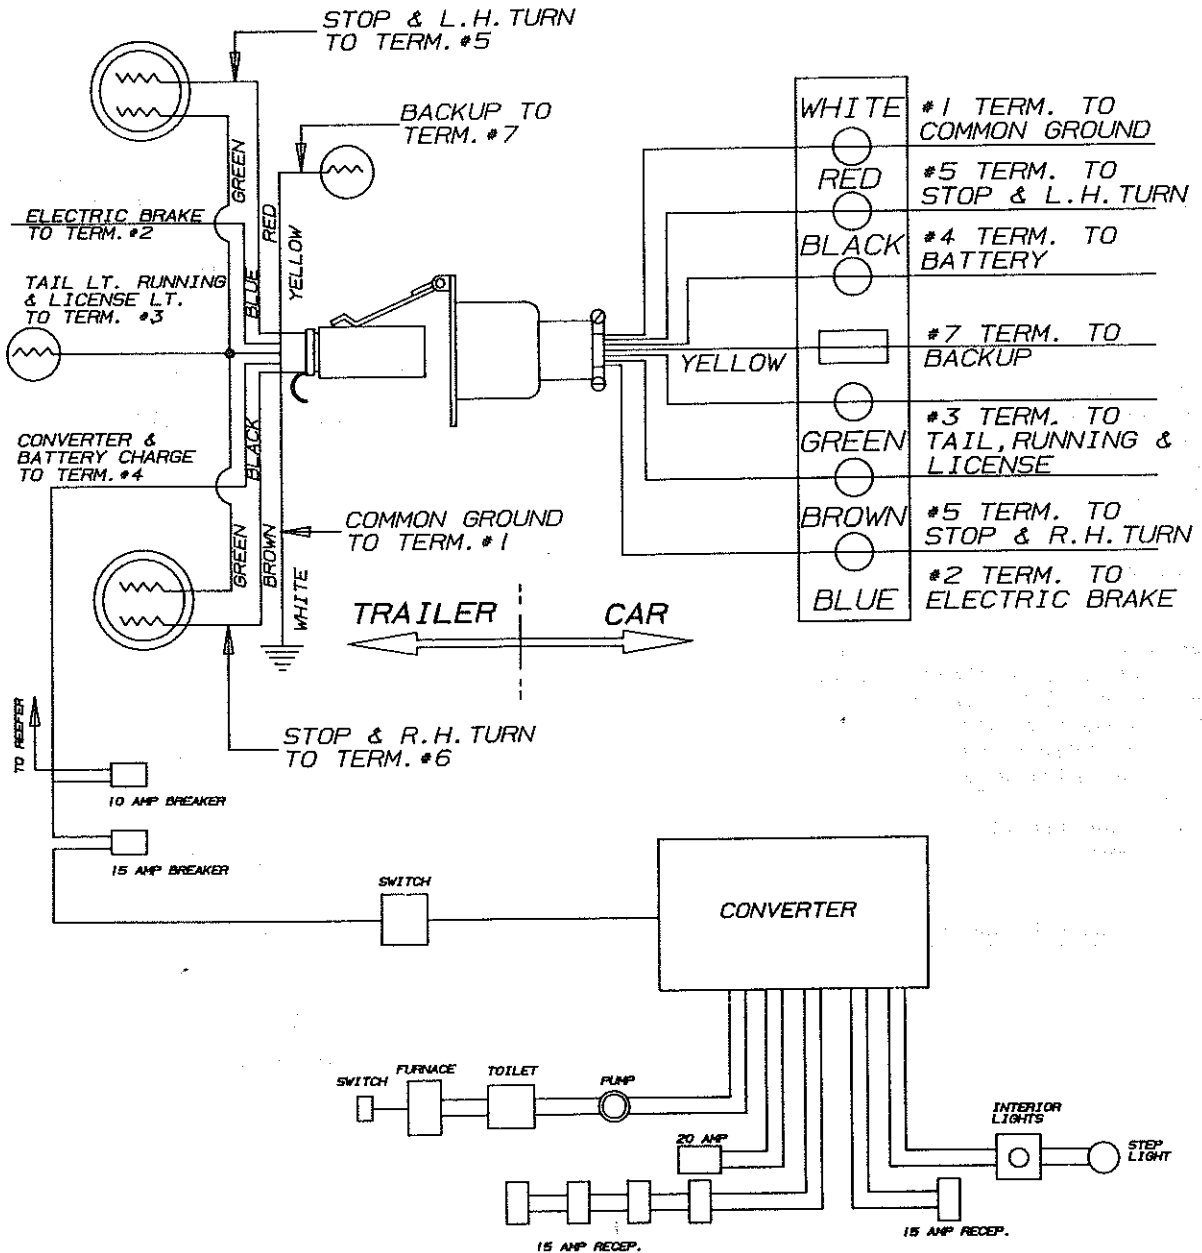 STOP & L.H. TURN
TO TERM. #5
BACKUP TO
TERM. #7
GREEN
RED
YELLOW
BLUE
ELECTRIC BRAKE
TO TERM. #2
TAIL LT. RUNNING
& LICENSE LT.
TO TERM. #3
CONVERTER &
BATTERY CHARGE
TO TERM. #4
BLACK
GREEN
BROWN
WHITE
COMMON GROUND
TO TERM. #1
TRAILER
CAR
STOP & R.H. TURN
TO TERM. #6
WHITE
#1 TERM. TO
COMMON GROUND
RED
#5 TERM. TO
STOP & L.H. TURN
BLACK
#4 TERM. TO
BATTERY
YELLOW
#7 TERM. TO
BACKUP
GREEN
#3 TERM. TO
TAIL, RUNNING &
LICENSE
BROWN
#5 TERM. TO
STOP & R.H. TURN
BLUE
#2 TERM. TO
ELECTRIC BRAKE
TO REEFER
10 AMP BREAKER
15 AMP BREAKER
SWITCH
CONVERTER
SWITCH
FURNACE
TOILET
PUMP
20 AMP
INTERIOR
LIGHTS
STEP
LIGHT
15 AMP RECEP.
15 AMP RECEP.